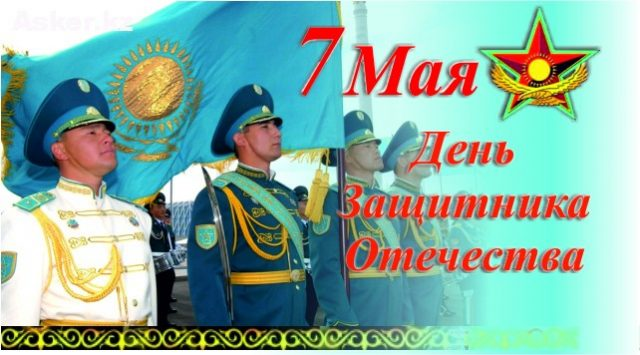 Asker.kz
7 Мая
День
Защитника
Отечества